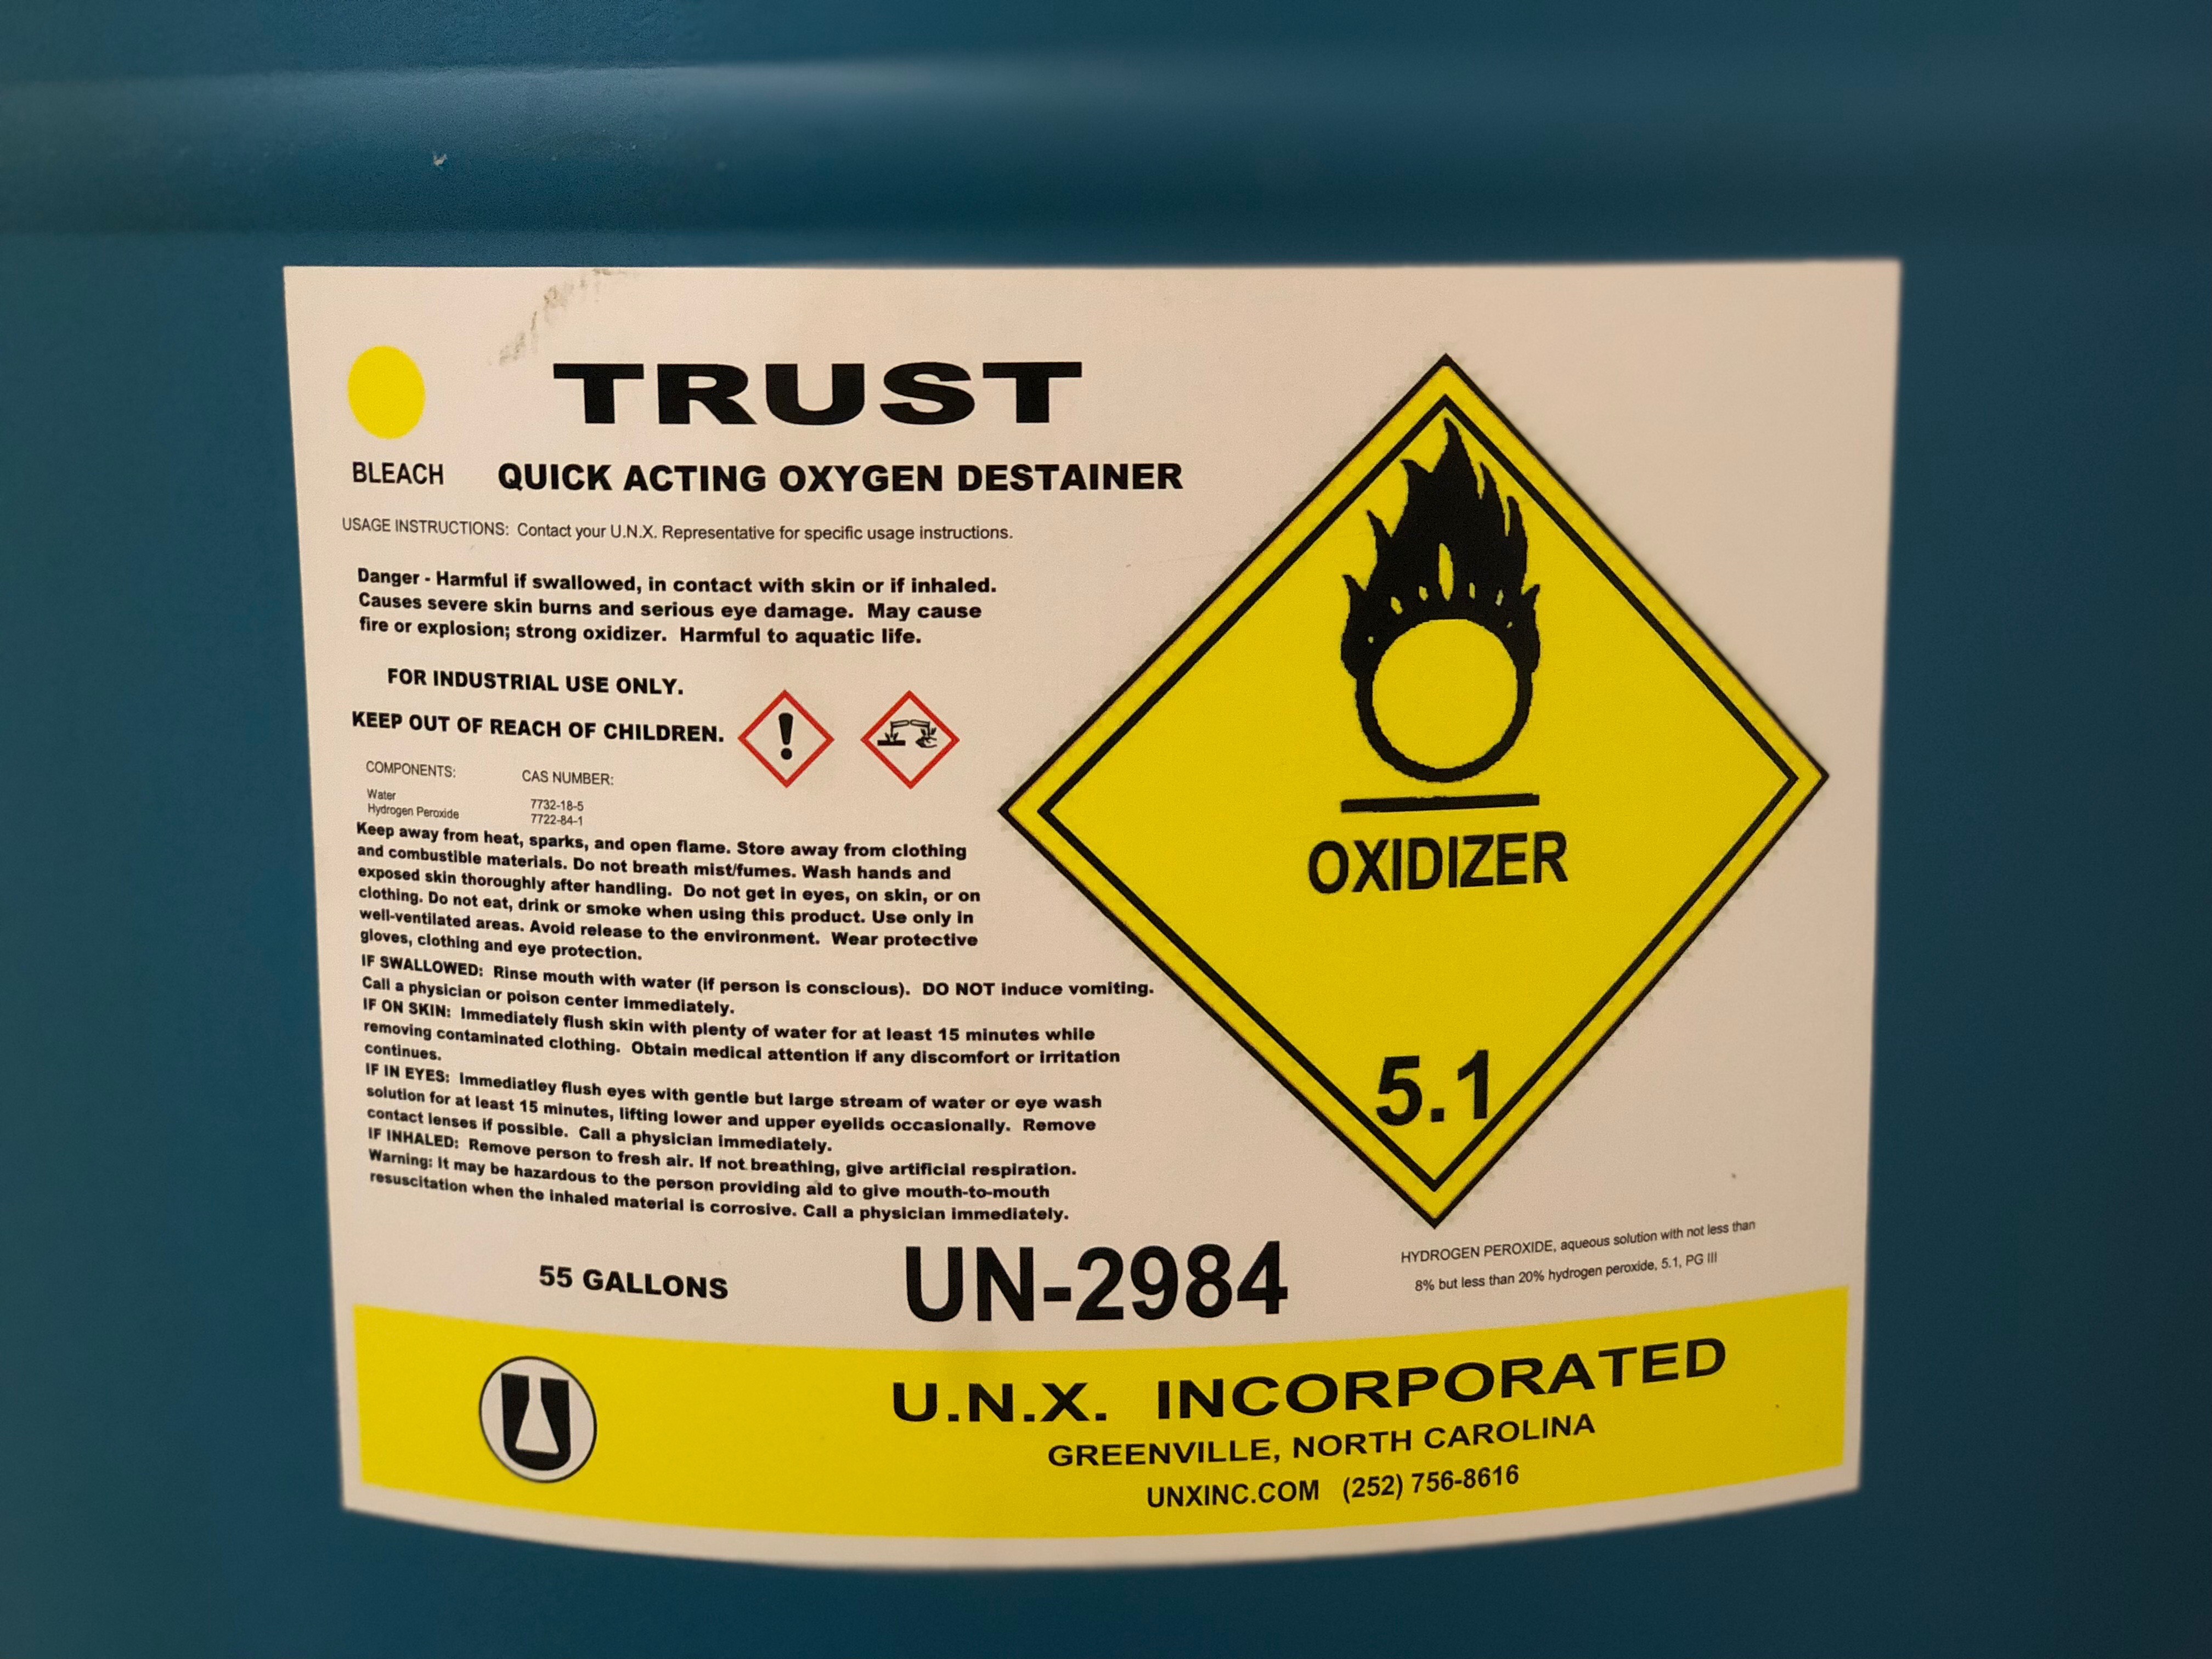 TRUST
BLEACH
QUICK ACTING OXYGEN DESTAINER
USAGE INSTRUCTIONS: Contact your U.N.X. Representative for specific usage instructions.
Danger - Harmful if swallowed, in contact with skin or if inhaled.
Causes severe skin burns and serious eye damage. May cause
fire or explosion; strong oxidizer. Harmful to aquatic life.
FOR INDUSTRIAL USE ONLY.
KEEP OUT OF REACH OF CHILDREN.
COMPONENTS: CAS NUMBER:
Water 7732-18-5
Hydrogen Peroxide 7722-84-1
Keep away from heat, sparks, and open flame. Store away from clothing
and combustible materials. Do not breath mist/fumes. Wash hands and
exposed skin thoroughly after handling. Do not get in eyes, on skin, or on
clothing. Do not eat, drink or smoke when using this product. Use only in
well-ventilated areas. Avoid release to the environment. Wear protective
gloves, clothing and eye protection.
IF SWALLOWED: Rinse mouth with water (if person is conscious). DO NOT induce vomiting.
Call a physician or poison center immediately.
IF ON SKIN: Immediately flush skin with plenty of water for at least 15 minutes while
removing contaminated clothing. Obtain medical attention if any discomfort or irritation
continues.
IF IN EYES: Immediatley flush eyes with gentle but large stream of water or eye wash
solution for at least 15 minutes, lifting lower and upper eyelids occasionally. Remove
contact lenses if possible. Call a physician immediately.
IF INHALED: Remove person to fresh air. If not breathing, give artificial respiration.
Warning: It may be hazardous to the person providing aid to give mouth-to-mouth
resuscitation when the inhaled material is corrosive. Call a physician immediately.
OXIDIZER
5.1
55 GALLONS
UN-2984
HYDROGEN PEROXIDE, aqueous solution with not less than
8% but less than 20% hydrogen peroxide, 5.1, PG III
U.N.X. INCORPORATED
GREENVILLE, NORTH CAROLINA
UNXINC.COM (252) 756-8616